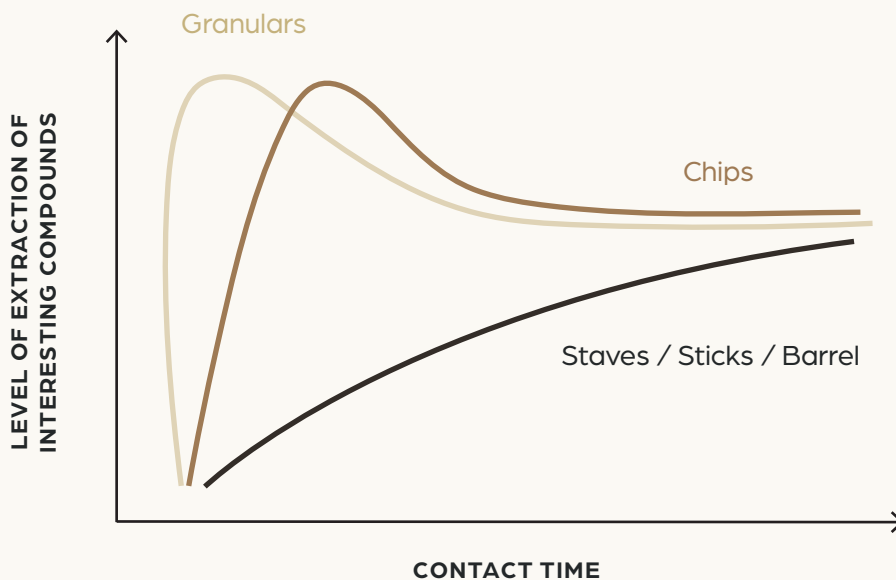 Granulars
LEVEL OF EXTRACTION OF
INTERESTING COMPOUNDS
Chips
Staves / Sticks / Barrel
CONTACT TIME